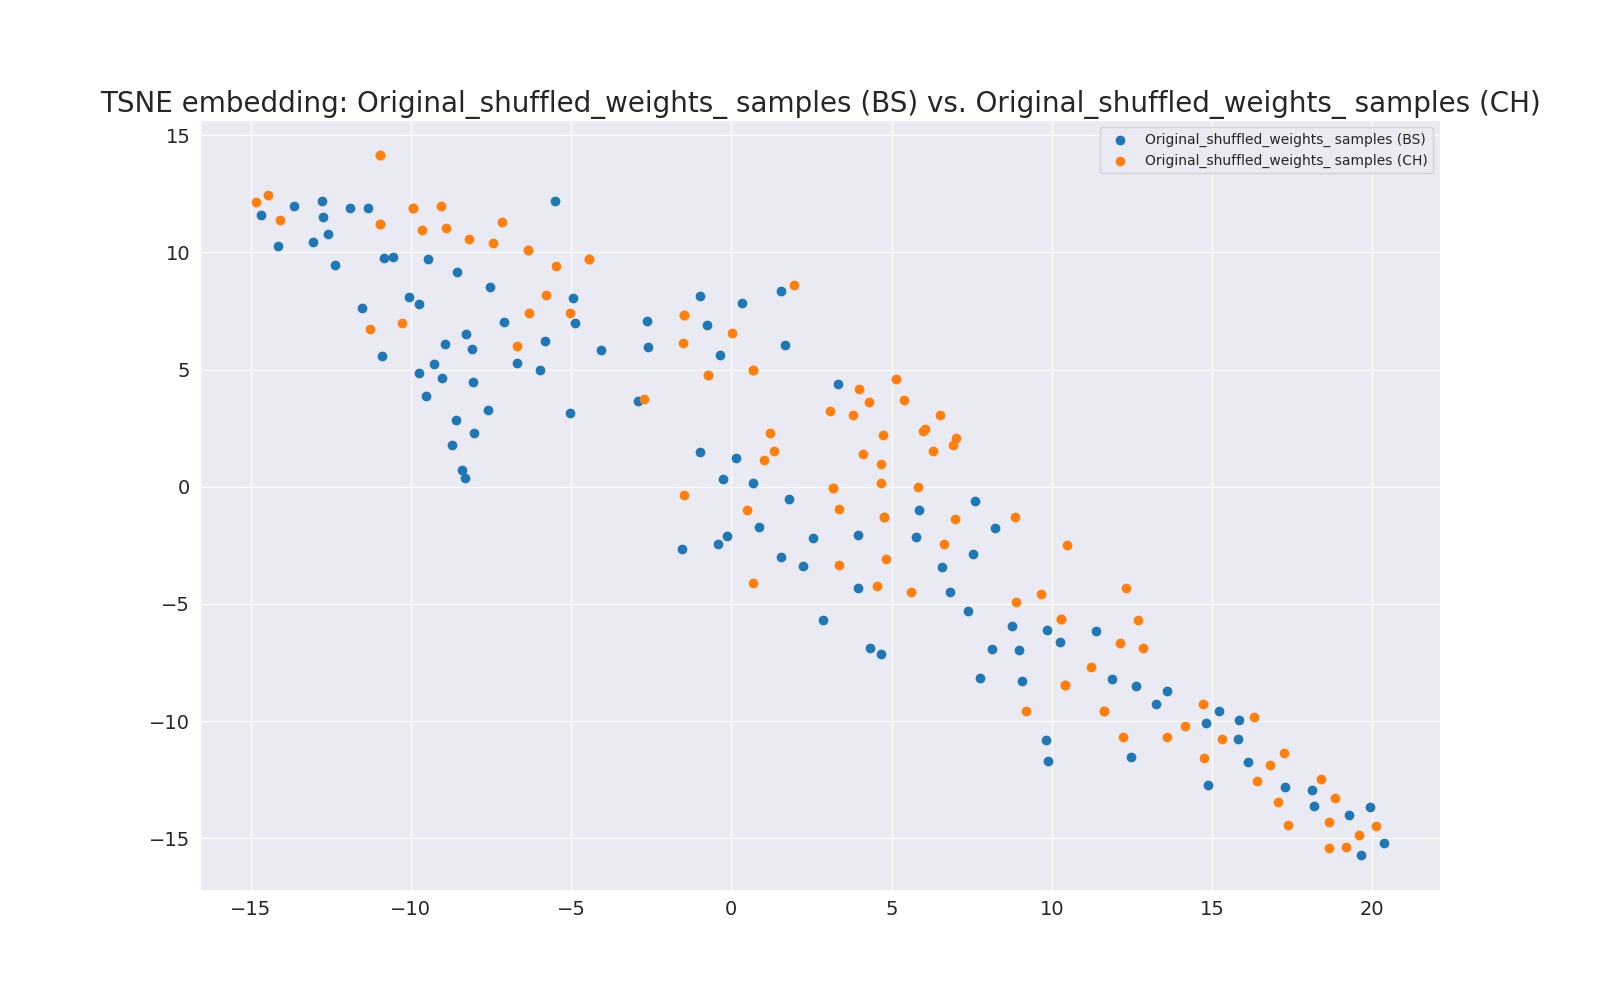 TSNE embedding: Original_shuffled_weights_ samples (BS) vs. Original_shuffled_weights_ samples (CH)
Original_shuffled_weights_ samples (BS)
Original_shuffled_weights_ samples (CH)
15
10
5
0
−5
−10
−15
−15 −10 −5 0 5 10 15 20